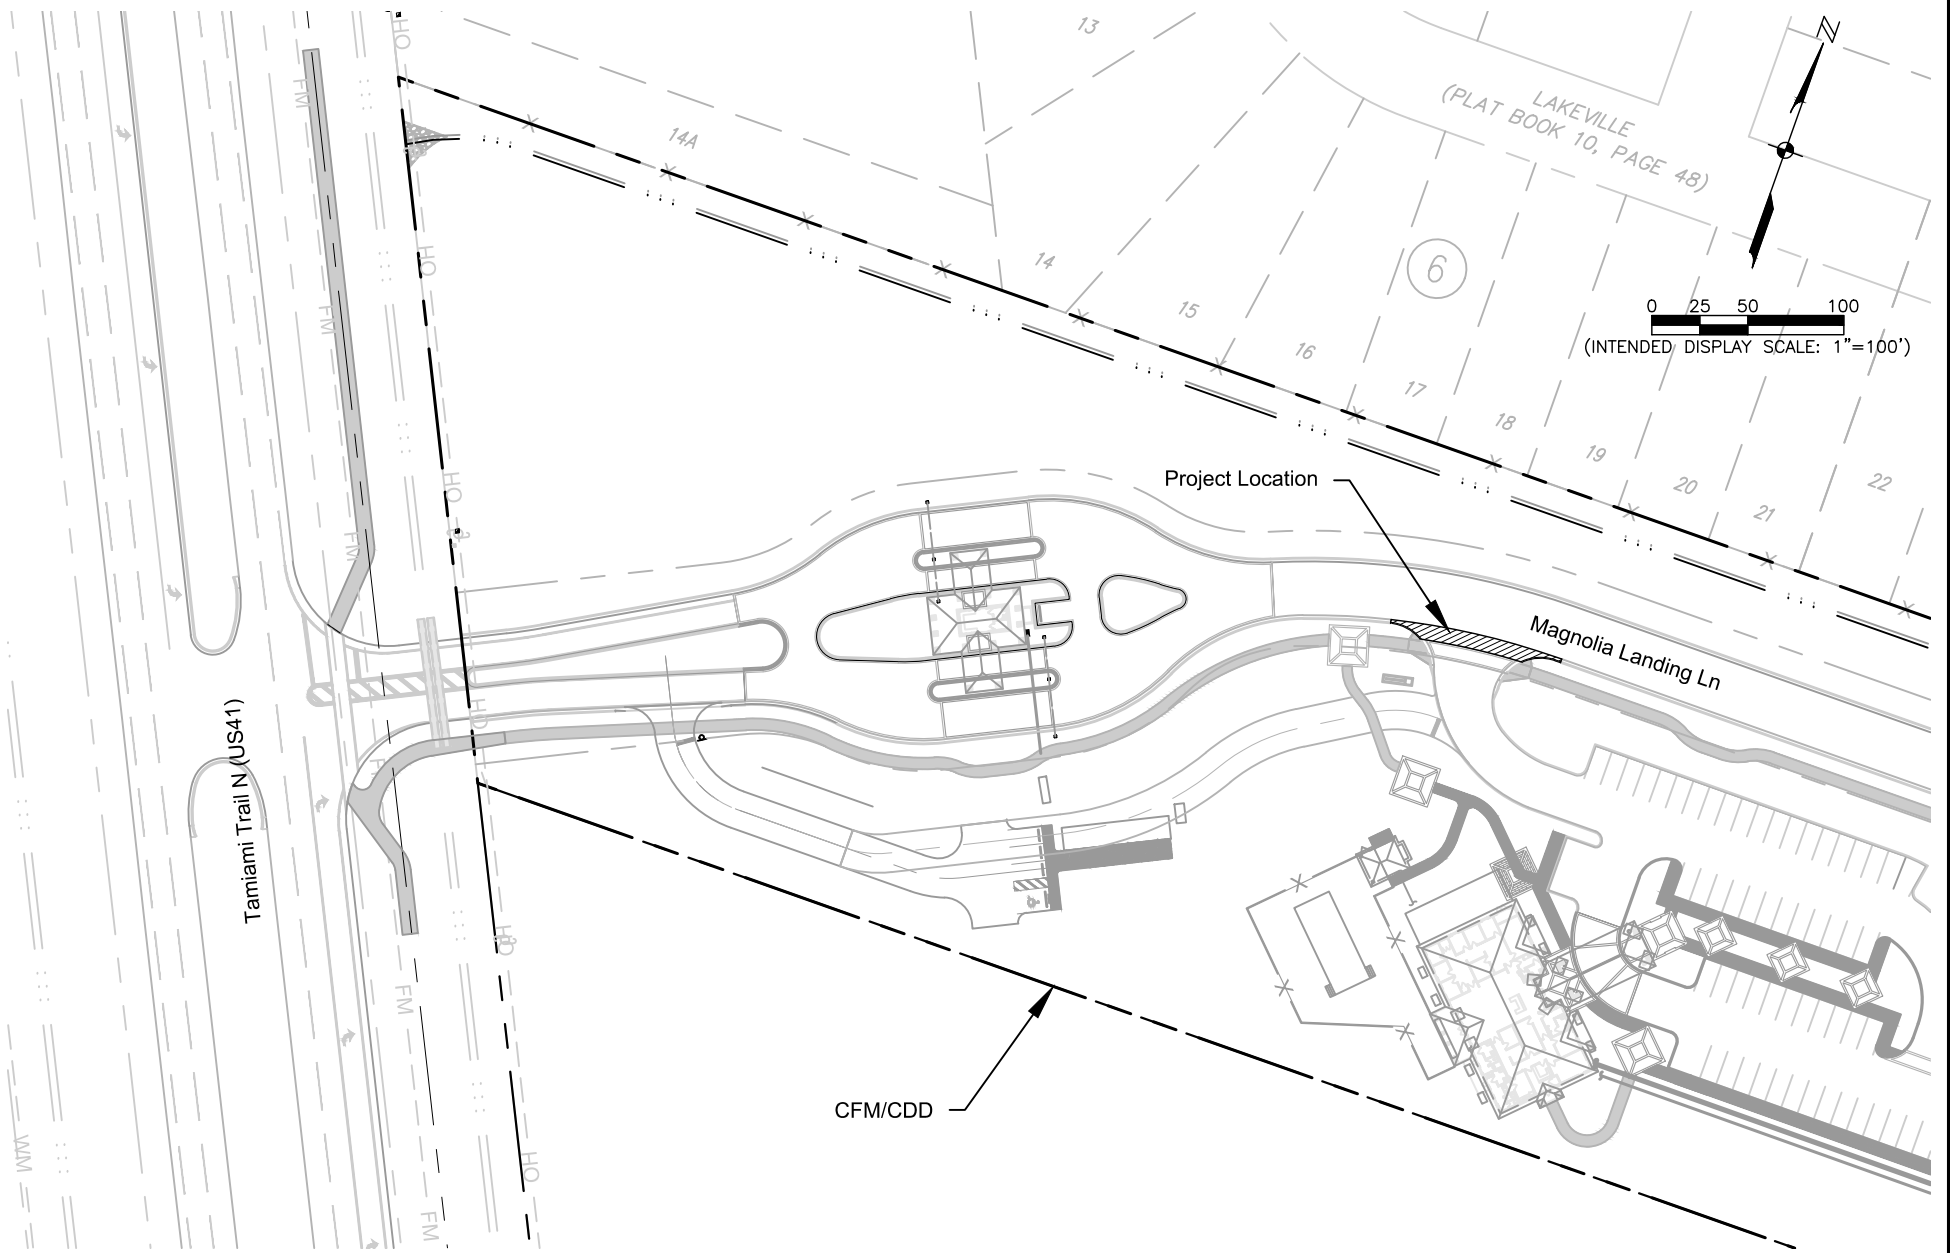 13
N
LAKEVILLE
(PLAT BOOK 10, PAGE 48)
14A
14
6
15
16
17
18
19
20
21
22
0 25 50 100
(INTENDED DISPLAY SCALE: 1"=100')
Project Location
Magnolia Landing Ln
Tamiami Trail N (US41)
CFM/CDD
OH
OH
OH
OH
OH
OH
FM
FM
FM
FM
FM
WM